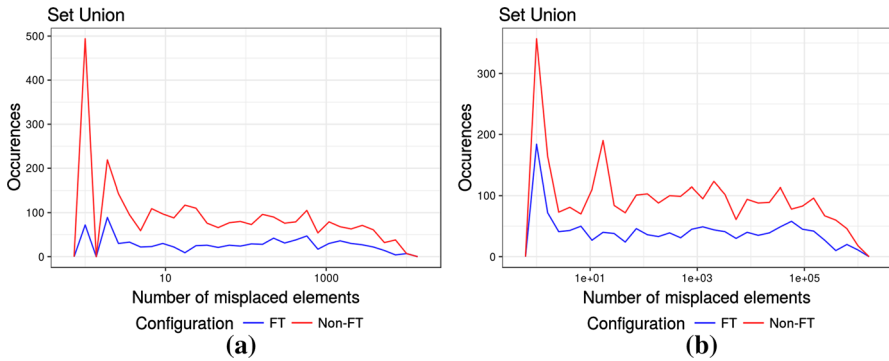 Set Union
500
400
300
200
100
0
Occurences
10
1000
Number of misplaced elements
Configuration FT Non-FT
(a)
Set Union
300
200
100
0
Occurences
1e+01
1e+03
1e+05
Number of misplaced elements
Configuration FT Non-FT
(b)